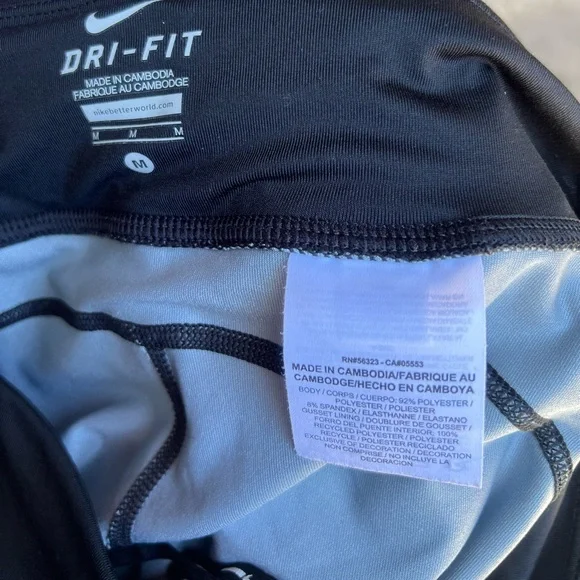 DRI-FIT
MADE IN CAMBODIA
FABRIQUE AU CAMBODGE
nikebetterworld.com
M M M
M
RN#56323 - CA#05553
MADE IN CAMBODIA/FABRIQUE AU
CAMBODGE/HECHO EN CAMBOYA
BODY / CORPS / CUERPO: 92% POLYESTER /
POLYESTER / POLIESTER
8% SPANDEX / ELASTHANNE / ELASTANO
GUSSET LINING / DOUBLURE DE GOUSSET /
FORRO DEL PUENTE INTERIOR: 100%
RECYCLED POLYESTER / POLYESTER
RECYCLE / POLIESTER RECICLADO
EXCLUSIVE OF DECORATION / DECORATION
NON COMPRISE / NO INCLUYE LA
DECORACION